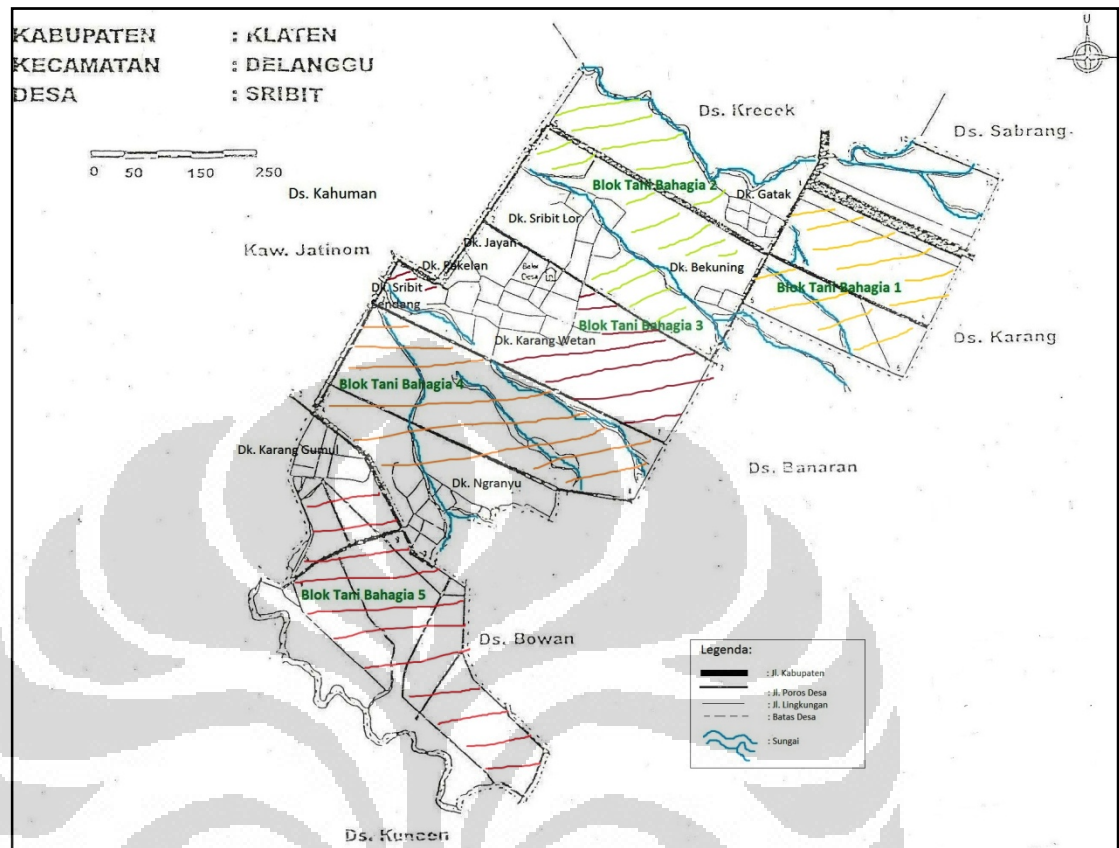 KABUPATEN : KLATEN
KECAMATAN : DELANGGU
DESA : SRIBIT
0 50 150 250
U
Ds. Krecek
Ds. Sabrang
Ds. Kahuman
Blok Tani Bahagia 2
Dk. Gatak
Dk. Sribit Lor
Kaw. Jatinom
Dk. Jayan
Dk. Pakelan
Balai
Desa
Dk. Bekuning
Dk. Sribit
Sendang
Blok Tani Bahagia 1
Blok Tani Bahagia 3
Dk. Karang Wetan
Ds. Karang
Blok Tani Bahagia 4
Dk. Karang Gumul
Dk. Ngranyu
Ds. Banaran
Blok Tani Bahagia 5
Ds. Bowan
Legenda:
: Jl. Kabupaten
: Jl. Poros Desa
: Jl. Lingkungan
: Batas Desa
: Sungai
Ds. Kuncen